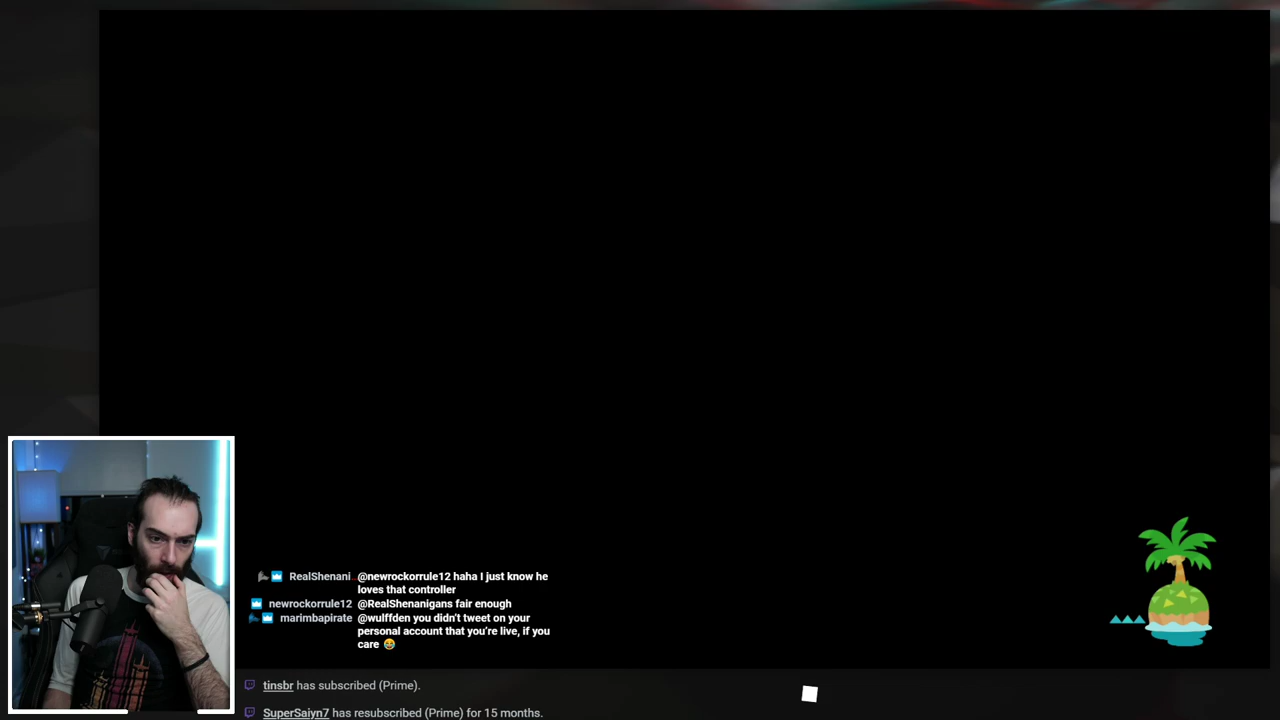 RealShenani @newrockorrule12 haha I just know he
loves that controller
newrockorrule12 @RealShenanigans fair enough
marimbapirate @wulffden you didn't tweet on your
personal account that you're live, if you
care 😂
tinsbr has subscribed (Prime).
SuperSaiyn7 has resubscribed (Prime) for 15 months.